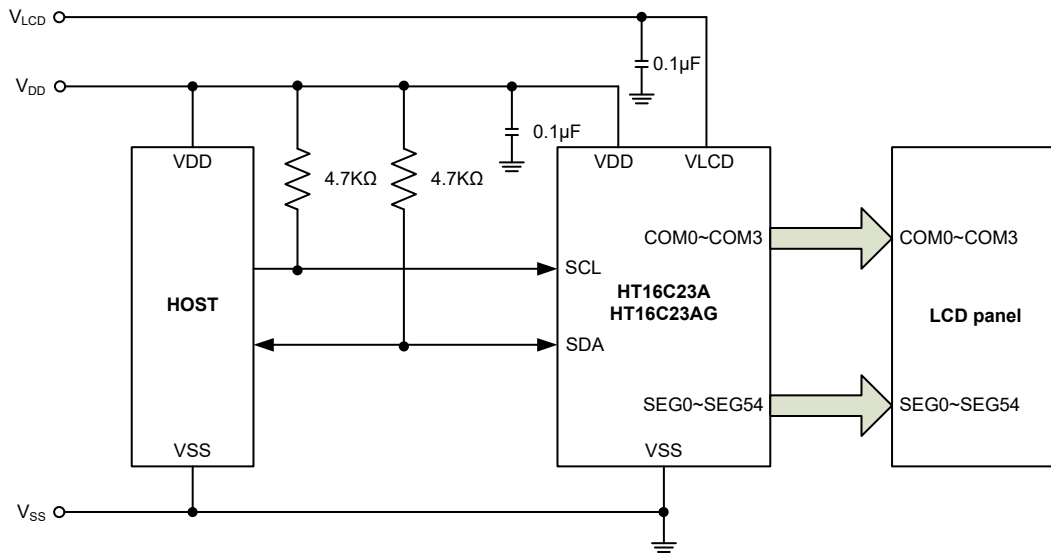 VLCD
0.1µF
VDD
0.1µF
VDD
VDD
VLCD
4.7KΩ
4.7KΩ
COM0~COM3
COM0~COM3
SCL
HT16C23A
HT16C23AG
HOST
LCD panel
SDA
SEG0~SEG54
SEG0~SEG54
VSS
VSS
VSS